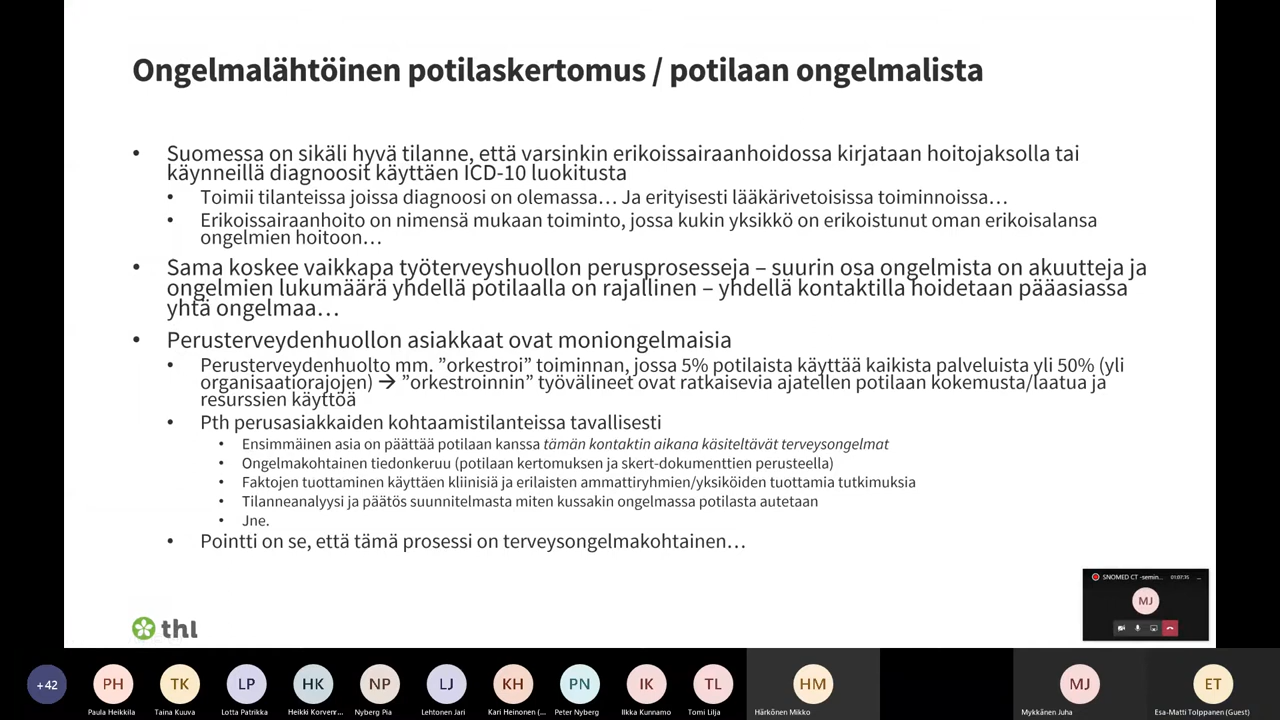 Ongelmalähtöinen potilaskertomus / potilaan ongelmalista
• Suomessa on sikäli hyvä tilanne, että varsinkin erikoissairaanhoidossa kirjataan hoitojaksolla tai
käynneillä diagnoosit käyttäen ICD-10 luokitusta
• Toimii tilanteissa joissa diagnoosi on olemassa… Ja erityisesti lääkärivetoisissa toiminnoissa…
• Erikoissairaanhoito on nimensä mukaan toiminto, jossa kukin yksikkö on erikoistunut oman erikoisalansa
ongelmien hoitoon…
• Sama koskee vaikkapa työterveyshuollon perusprosesseja – suurin osa ongelmista on akuutteja ja
ongelmien lukumäärä yhdellä potilaalla on rajallinen – yhdellä kontaktilla hoidetaan pääasiassa
yhtä ongelmaa…
• Perusterveydenhuollon asiakkaat ovat moniongelmaisia
• Perusterveydenhuolto mm. ”orkestroi” toiminnan, jossa 5% potilaista käyttää kaikista palveluista yli 50% (yli
organisaatiorajojen) → ”orkestroinnin” työvälineet ovat ratkaisevia ajatellen potilaan kokemusta/laatua ja
resurssien käyttöä
• Pth perusasiakkaiden kohtaamistilanteissa tavallisesti
• Ensimmäinen asia on päättää potilaan kanssa tämän kontaktin aikana käsiteltävät terveysongelmat
• Ongelmakohtainen tiedonkeruu (potilaan kertomuksen ja skert-dokumenttien perusteella)
• Faktojen tuottaminen käyttäen kliinisiä ja erilaisten ammattiryhmien/yksiköiden tuottamia tutkimuksia
• Tilanneanalyysi ja päätös suunnitelmasta miten kussakin ongelmassa potilasta autetaan
• Jne.
• Pointti on se, että tämä prosessi on terveysongelmakohtainen…
SNOMED CT -semin... 01:07:35 ...
MJ
thl
+42 PH TK LP HK NP LJ KH PN IK TL HM MJ ET
Paula Heikkila Taina Kuuva Lotta Patrikka Heikki Korvenr... Nyberg Pia Lehtonen Jari Kari Heinonen (... Peter Nyberg Ilkka Kunnamo Tomi Lilja Härkönen Mikko Mykkänen Juha Esa-Matti Tolppanen (Guest)